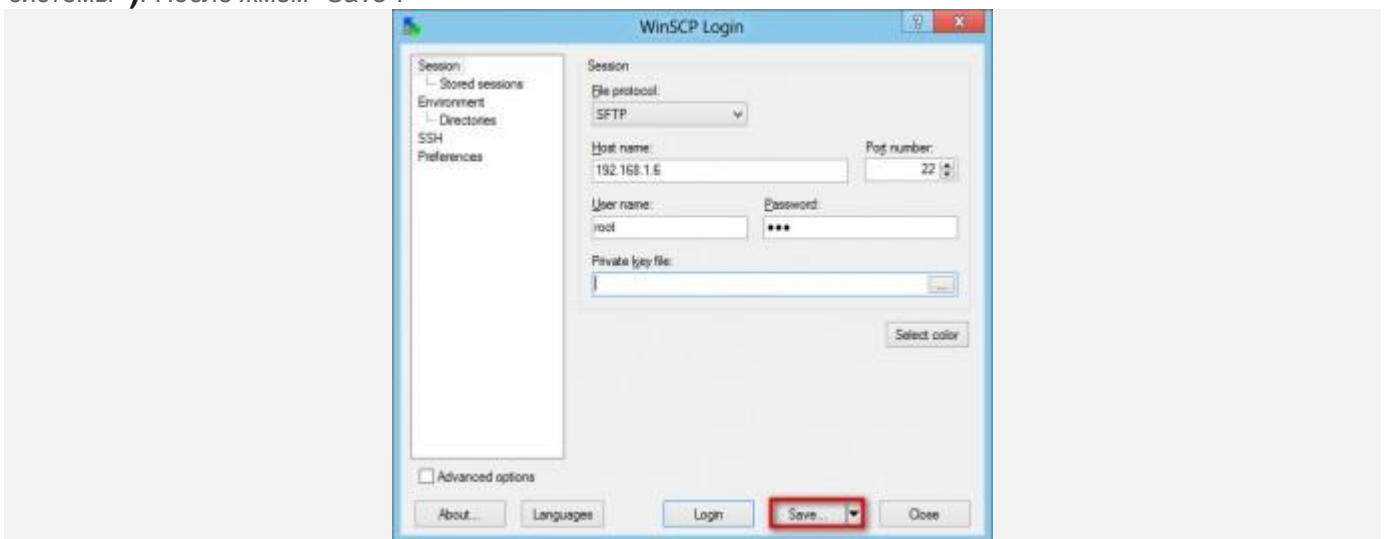 WinSCP Login
Session
Stored sessions
Environment
Directories
SSH
Preferences
Session
File protocol:
SFTP
Host name:
Port number:
192.168.1.6
22
User name:
Password:
root
●●●
Private key file:
...
Select color
Advanced options
About...
Languages
Login
Save...
Close